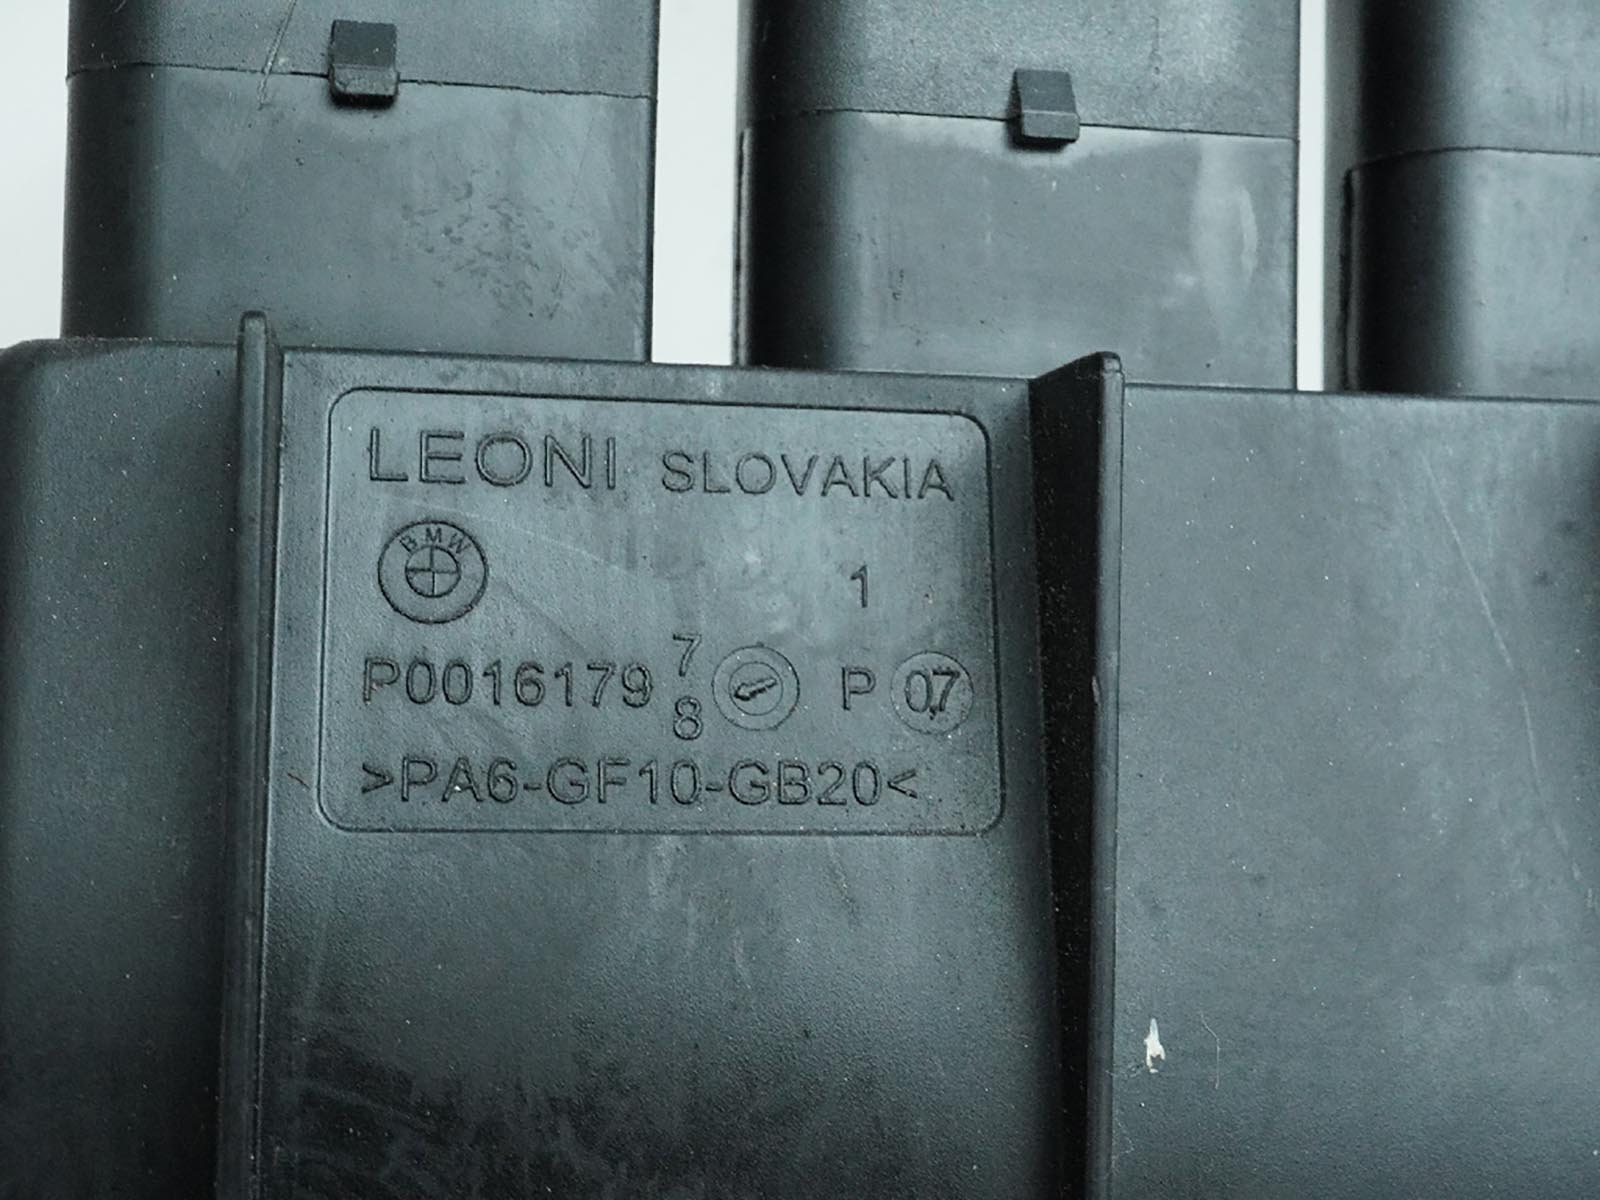 LEONI SLOVAKIA
BMW
1
P0016179 7 8 P 07
>PA6-GF10-GB20<